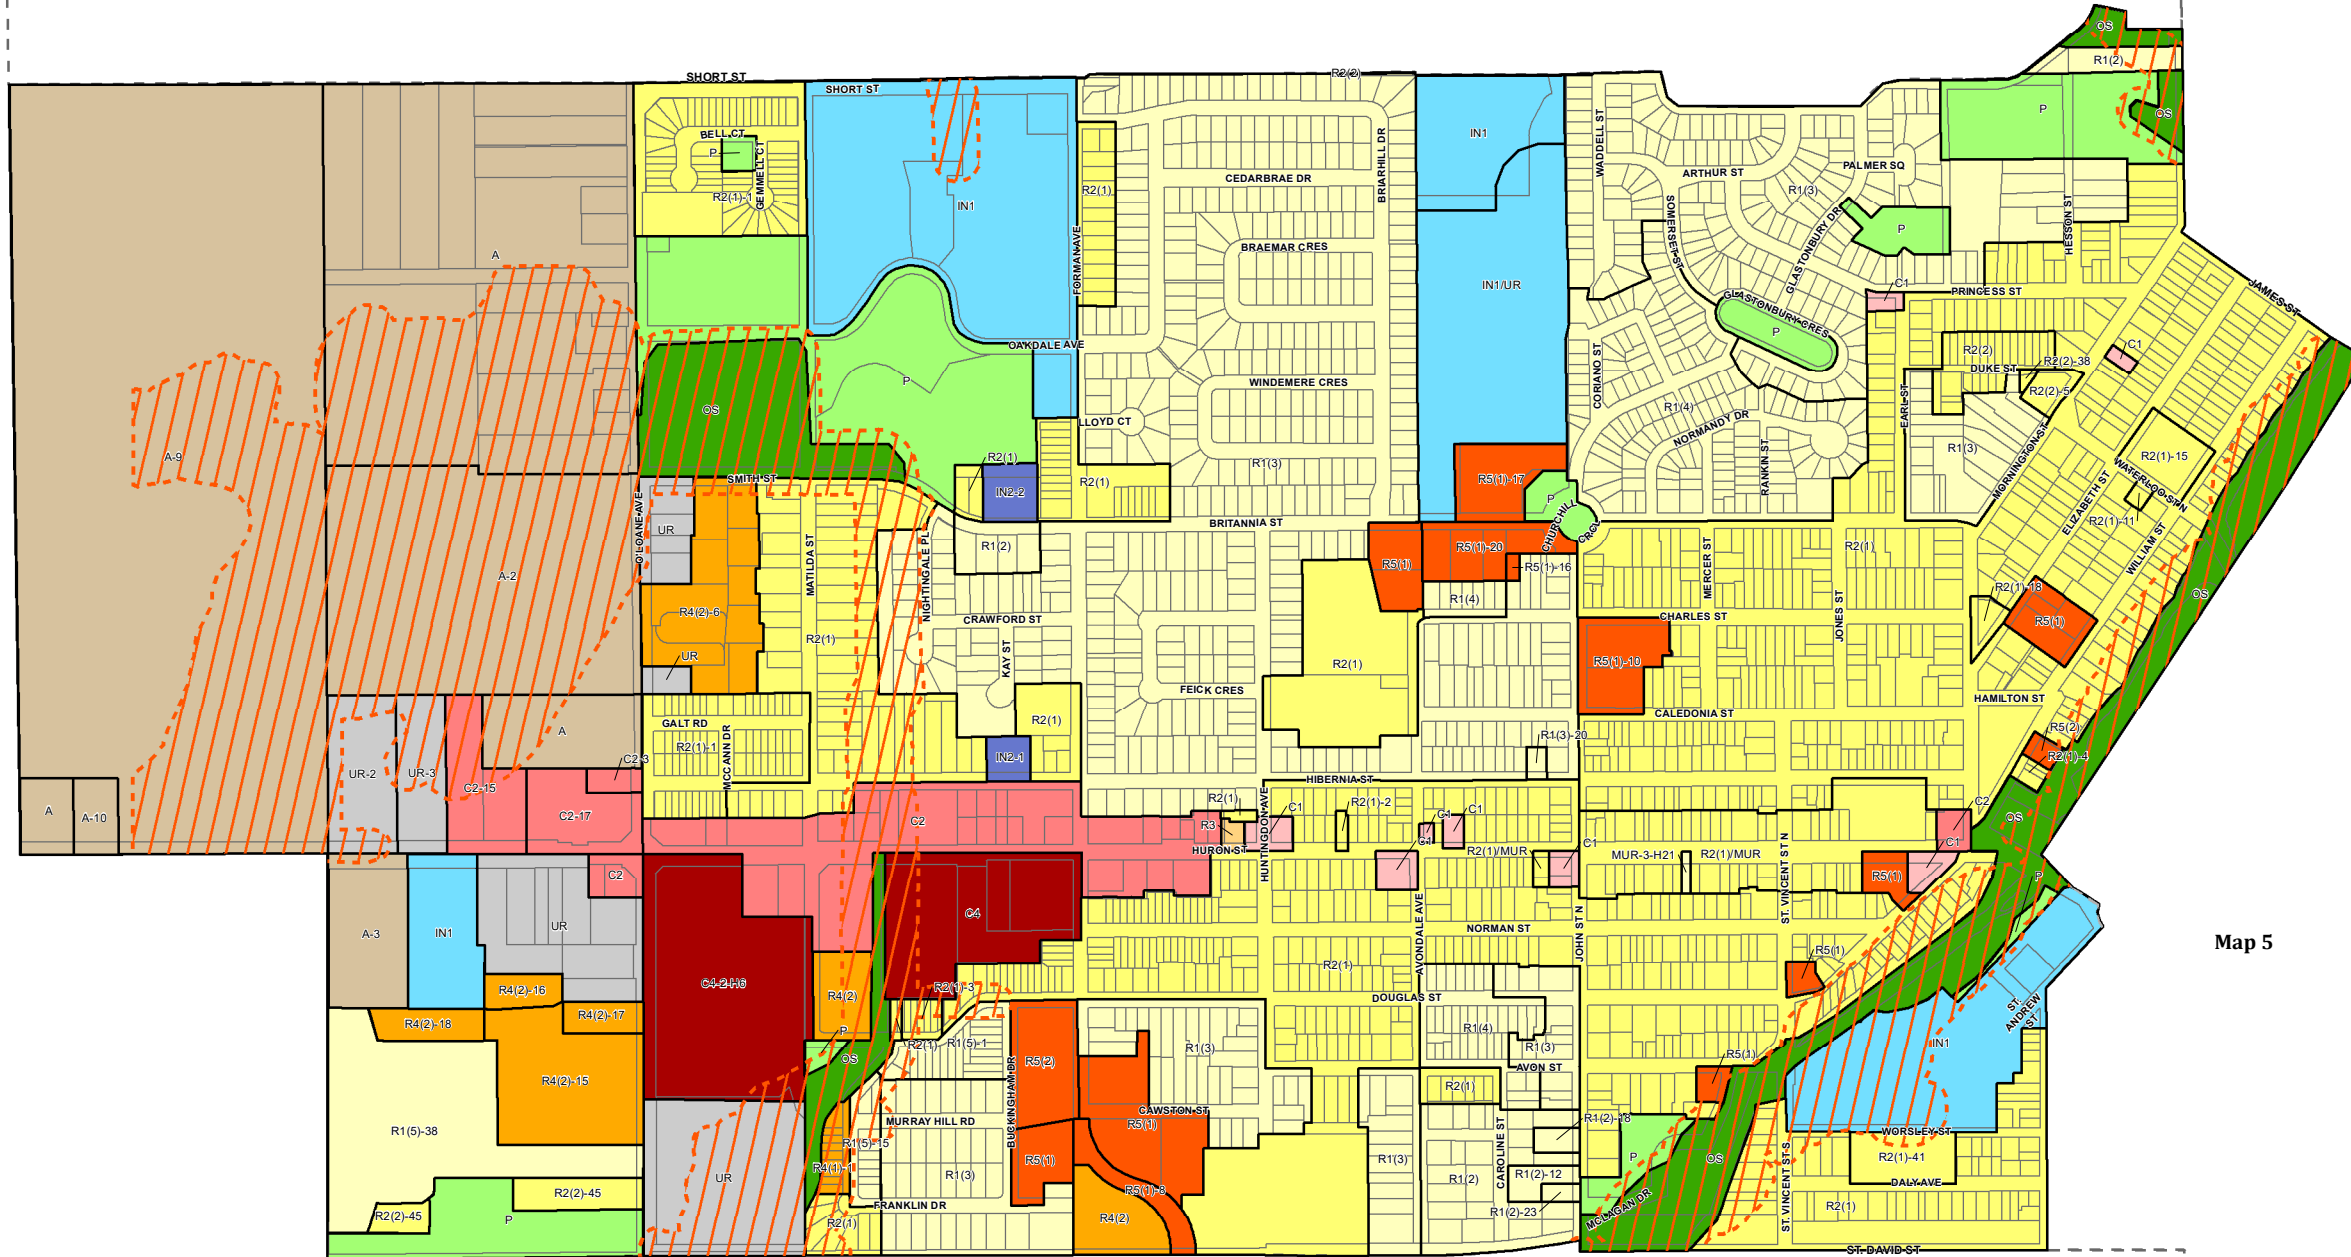 OS
R1(2)
SHORT ST
R2(2)
SHORT ST
P
OS
BELL CT
P
IN1
WADDELL ST
PALMER SQ
ARTHUR ST
CEDARBRAE DR
BRIARHILL DR
R2(1)
R1(3)
GEMMELL CT
R2(1)-1
IN1
SOMERSET ST
GLASTONBURY DR
P
HESSON ST
A
FORMAN AVE
BRAEMAR CRES
IN1/UR
C1
PRINCESS ST
JAMES ST
GLASTONBURY CRES
P
OAKDALE AVE
C1
R2(2)
R2(2)-38
DUKE ST
R2(2)-5
P
WINDEMERE CRES
CORIANO ST
EARL ST
OS
R1(4)
LLOYD CT
NORMANDY DR
A-9
R2(1)
R1(3)
R1(3)
MORNINGTON ST
R2(1)-15
WATERLOO ST N
SMITH ST
IN2-2
R2(1)
R5(1)-17
P
RANKIN ST
ELIZABETH ST
R2(1)-11
O'LOANE AVE
UR
BRITANNIA ST
CHURCHILL
CRCL
WILLIAM ST
MATILDA ST
NIGHTINGALE PL
R1(2)
R5(1)-20
R5(1)
R5(1)-16
MERCER ST
R2(1)
A-2
R2(1)-18
OS
R4(2)-6
R1(4)
CRAWFORD ST
CHARLES ST
JONES ST
R5(1)
R2(1)
KAY ST
UR
R2(1)
R5(1)-10
FEICK CRES
HAMILTON ST
GALT RD
R2(1)
CALEDONIA ST
R5(2)
A
R2(1)-1
MCCANN DR
IN2-1
R1(3)-20
R2(1)-4
UR-2
UR-3
C2-3
C2-15
HIBERNIA ST
A
A-10
C2-17
C2
R2(1)
HUNTINGDON AVE
C1
R2(1)-2
C1
C1
C2
OS
R3
HURON ST
C1
R2(1)/MUR
C1
MUR-3-H21
R2(1)/MUR
ST. VINCENT ST N
C1
C2
R5(1)
P
A-3
IN1
UR
C4
AVONDALE AVE
JOHN ST N
NORMAN ST
Map 5
R5(1)
R2(1)
C4-2-H6
R4(2)-16
R4(2)
R2(1)-3
DOUGLAS ST
ST.
ANDREW
ST
R4(2)-18
R4(2)-17
P
R1(4)
R2(1)
R1(5)-1
R1(3)
R1(3)
IN1
OS
R5(2)
R5(1)
AVON ST
R4(2)-15
R2(1)
BUCKINGHAM DR
CAWSTON ST
MURRAY HILL RD
R5(1)
R1(2)-18
R1(5)-38
R1(5)-15
CAROLINE ST
WORSLEY ST
R4(1)-1
R5(1)
R1(3)
R1(3)
P
OS
R2(1)-41
UR
R1(2)
R1(2)-12
DALY AVE
R2(2)-45
R5(1)-8
R2(2)-45
P
FRANKLIN DR
R4(2)
R1(2)-23
MCLAGAN DR
ST. VINCENT ST S
R2(1)
R2(1)
ST. DAVID ST